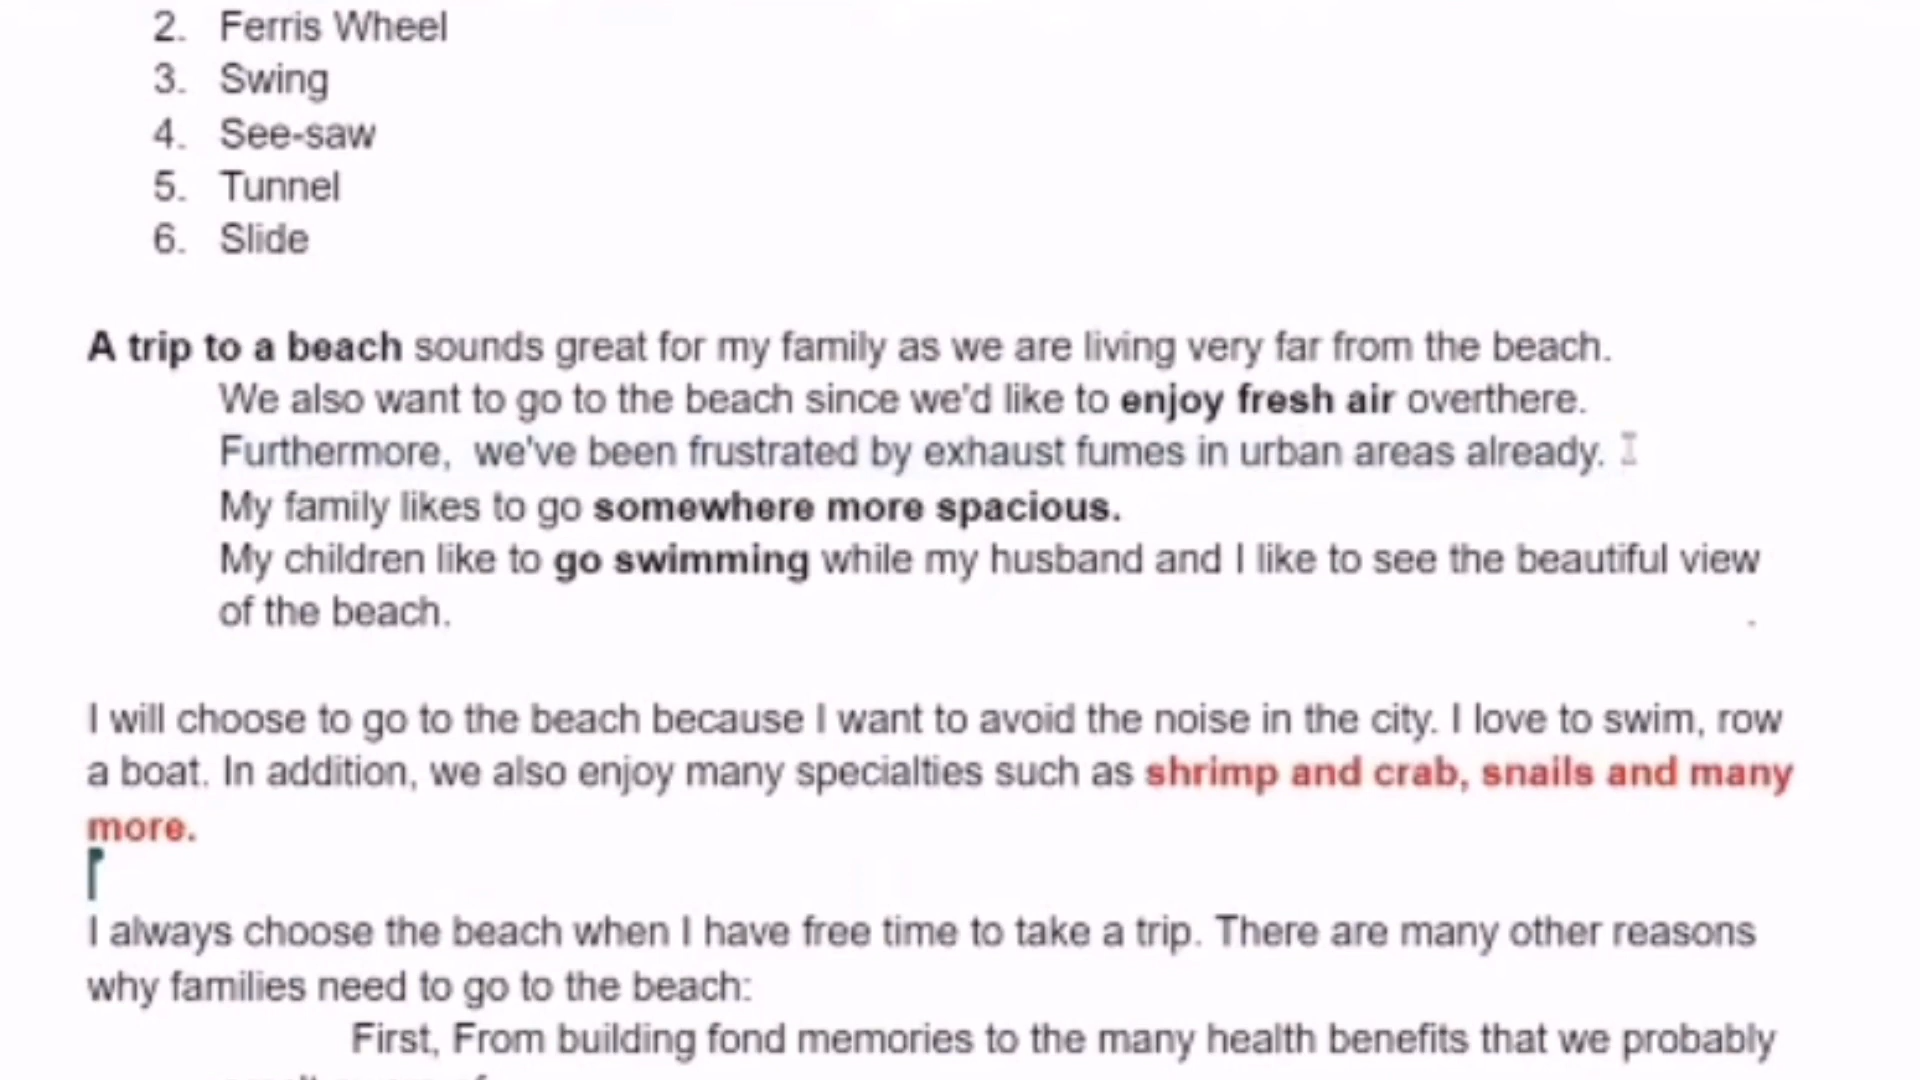 2. Ferris Wheel
3. Swing
4. See-saw
5. Tunnel
6. Slide
A trip to a beach sounds great for my family as we are living very far from the beach.
We also want to go to the beach since we'd like to enjoy fresh air overthere.
Furthermore, we've been frustrated by exhaust fumes in urban areas already.
My family likes to go somewhere more spacious.
My children like to go swimming while my husband and I like to see the beautiful view
of the beach.
I will choose to go to the beach because I want to avoid the noise in the city. I love to swim, row
a boat. In addition, we also enjoy many specialties such as shrimp and crab, snails and many
more.
I always choose the beach when I have free time to take a trip. There are many other reasons
why families need to go to the beach:
First, From building fond memories to the many health benefits that we probably